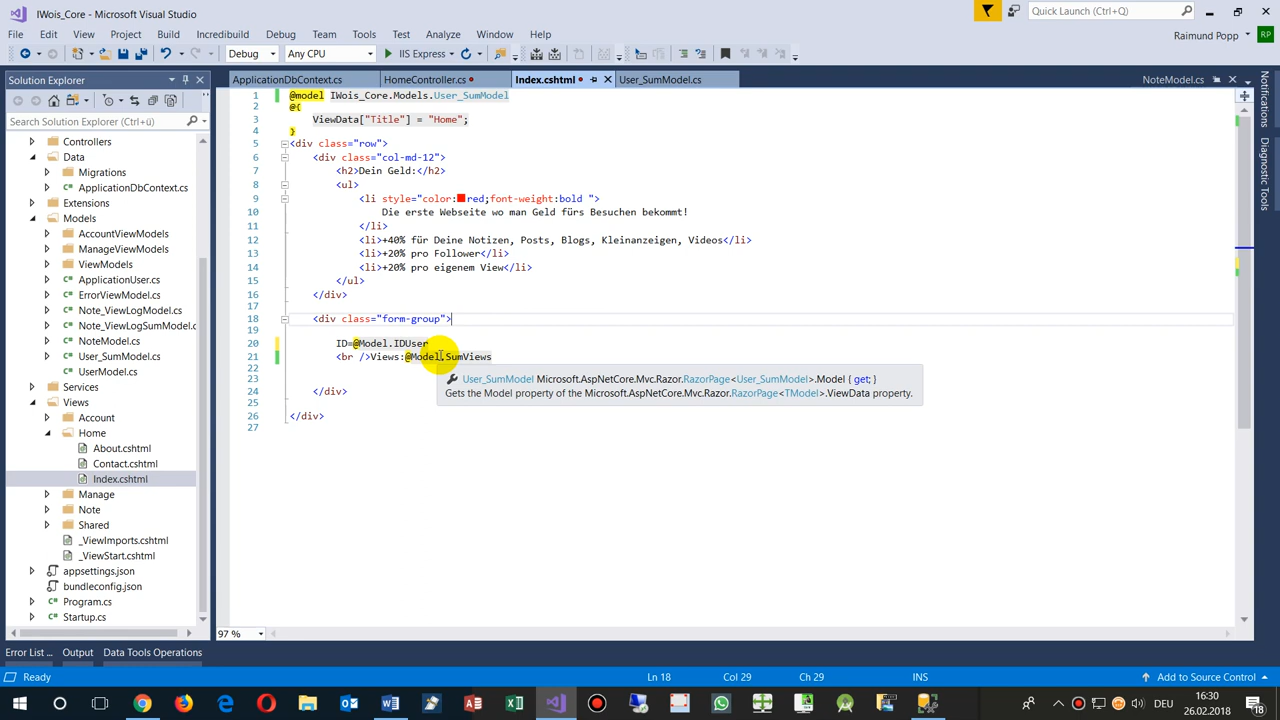 IWois_Core - Microsoft Visual Studio
Quick Launch (Ctrl+Q)
File Edit View Project Build Incredibuild Debug Team Tools Test Analyze Window Help
Raimund Popp RP
Debug Any CPU IIS Express
Solution Explorer
ApplicationDbContext.cs HomeController.cs Index.cshtml User_SumModel.cs NoteModel.cs
Search Solution Explorer (Ctrl+ü)
Controllers
Data
Migrations
ApplicationDbContext.cs
Extensions
Models
AccountViewModels
ManageViewModels
ViewModels
ApplicationUser.cs
ErrorViewModel.cs
Note_ViewLogModel.cs
Note_ViewLogSumModel.c
NoteModel.cs
User_SumModel.cs
UserModel.cs
Services
Views
Account
Home
About.cshtml
Contact.cshtml
Index.cshtml
Manage
Note
Shared
_ViewImports.cshtml
_ViewStart.cshtml
appsettings.json
bundleconfig.json
Program.cs
Startup.cs
1 @model IWois_Core.Models.User_SumModel
2 @{
3 ViewData["Title"] = "Home";
4 }
5 <div class="row">
6 <div class="col-md-12">
7 <h2>Dein Geld:</h2>
8 <ul>
9 <li style="color:red;font-weight:bold ">
10 Die erste Webseite wo man Geld fürs Besuchen bekommt!
11 </li>
12 <li>+40% für Deine Notizen, Posts, Blogs, Kleinanzeigen, Videos</li>
13 <li>+20% pro Follower</li>
14 <li>+20% pro eigenem View</li>
15 </ul>
16 </div>
17
18 <div class="form-group">
19
20 ID=@Model.IDUser
21 <br />Views:@Model.SumViews
22
23
24 </div>
25
26 </div>
27
User_SumModel Microsoft.AspNetCore.Mvc.Razor.RazorPage<User_SumModel>.Model { get; }
Gets the Model property of the Microsoft.AspNetCore.Mvc.Razor.RazorPage<TModel>.ViewData property.
Notifications
Diagnostic Tools
97 %
Error List ... Output Data Tools Operations
Ready Ln 18 Col 29 Ch 29 INS Add to Source Control
DEU
16:30
26.02.2018
18